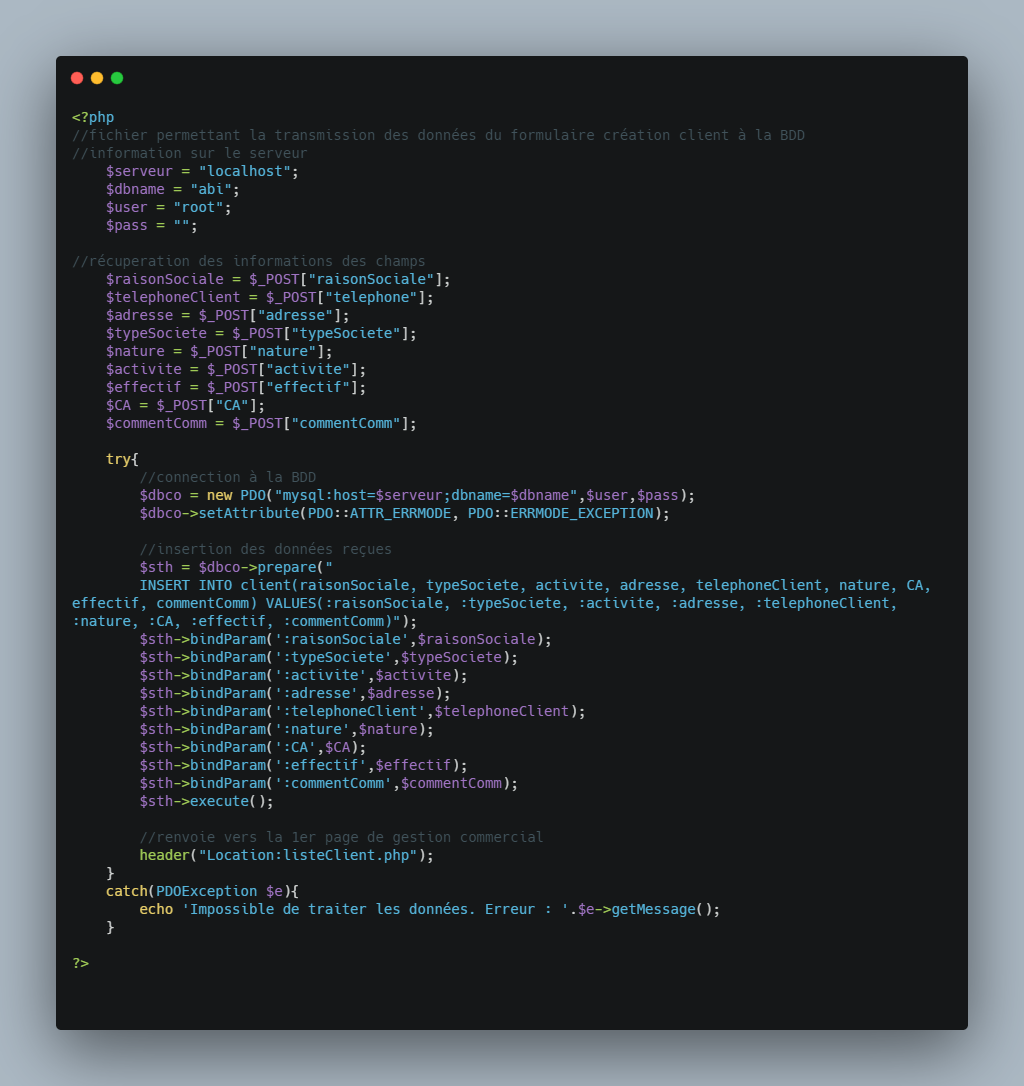 <?php
//fichier permettant la transmission des données du formulaire création client à la BDD
//information sur le serveur
    $serveur = "localhost";
    $dbname = "abi";
    $user = "root";
    $pass = "";

//récuperation des informations des champs
    $raisonSociale = $_POST["raisonSociale"];
    $telephoneClient = $_POST["telephone"];
    $adresse = $_POST["adresse"];
    $typeSociete = $_POST["typeSociete"];
    $nature = $_POST["nature"];
    $activite = $_POST["activite"];
    $effectif = $_POST["effectif"];
    $CA = $_POST["CA"];
    $commentComm = $_POST["commentComm"];

    try{
        //connection à la BDD
        $dbco = new PDO("mysql:host=$serveur;dbname=$dbname",$user,$pass);
        $dbco->setAttribute(PDO::ATTR_ERRMODE, PDO::ERRMODE_EXCEPTION);

        //insertion des données reçues
        $sth = $dbco->prepare("
        INSERT INTO client(raisonSociale, typeSociete, activite, adresse, telephoneClient, nature, CA,
effectif, commentComm) VALUES(:raisonSociale, :typeSociete, :activite, :adresse, :telephoneClient,
:nature, :CA, :effectif, :commentComm)");
        $sth->bindParam(':raisonSociale',$raisonSociale);
        $sth->bindParam(':typeSociete',$typeSociete);
        $sth->bindParam(':activite',$activite);
        $sth->bindParam(':adresse',$adresse);
        $sth->bindParam(':telephoneClient',$telephoneClient);
        $sth->bindParam(':nature',$nature);
        $sth->bindParam(':CA',$CA);
        $sth->bindParam(':effectif',$effectif);
        $sth->bindParam(':commentComm',$commentComm);
        $sth->execute();

        //renvoie vers la 1er page de gestion commercial
        header("Location:listeClient.php");
    }
    catch(PDOException $e){
        echo 'Impossible de traiter les données. Erreur : '.$e->getMessage();
    }

?>